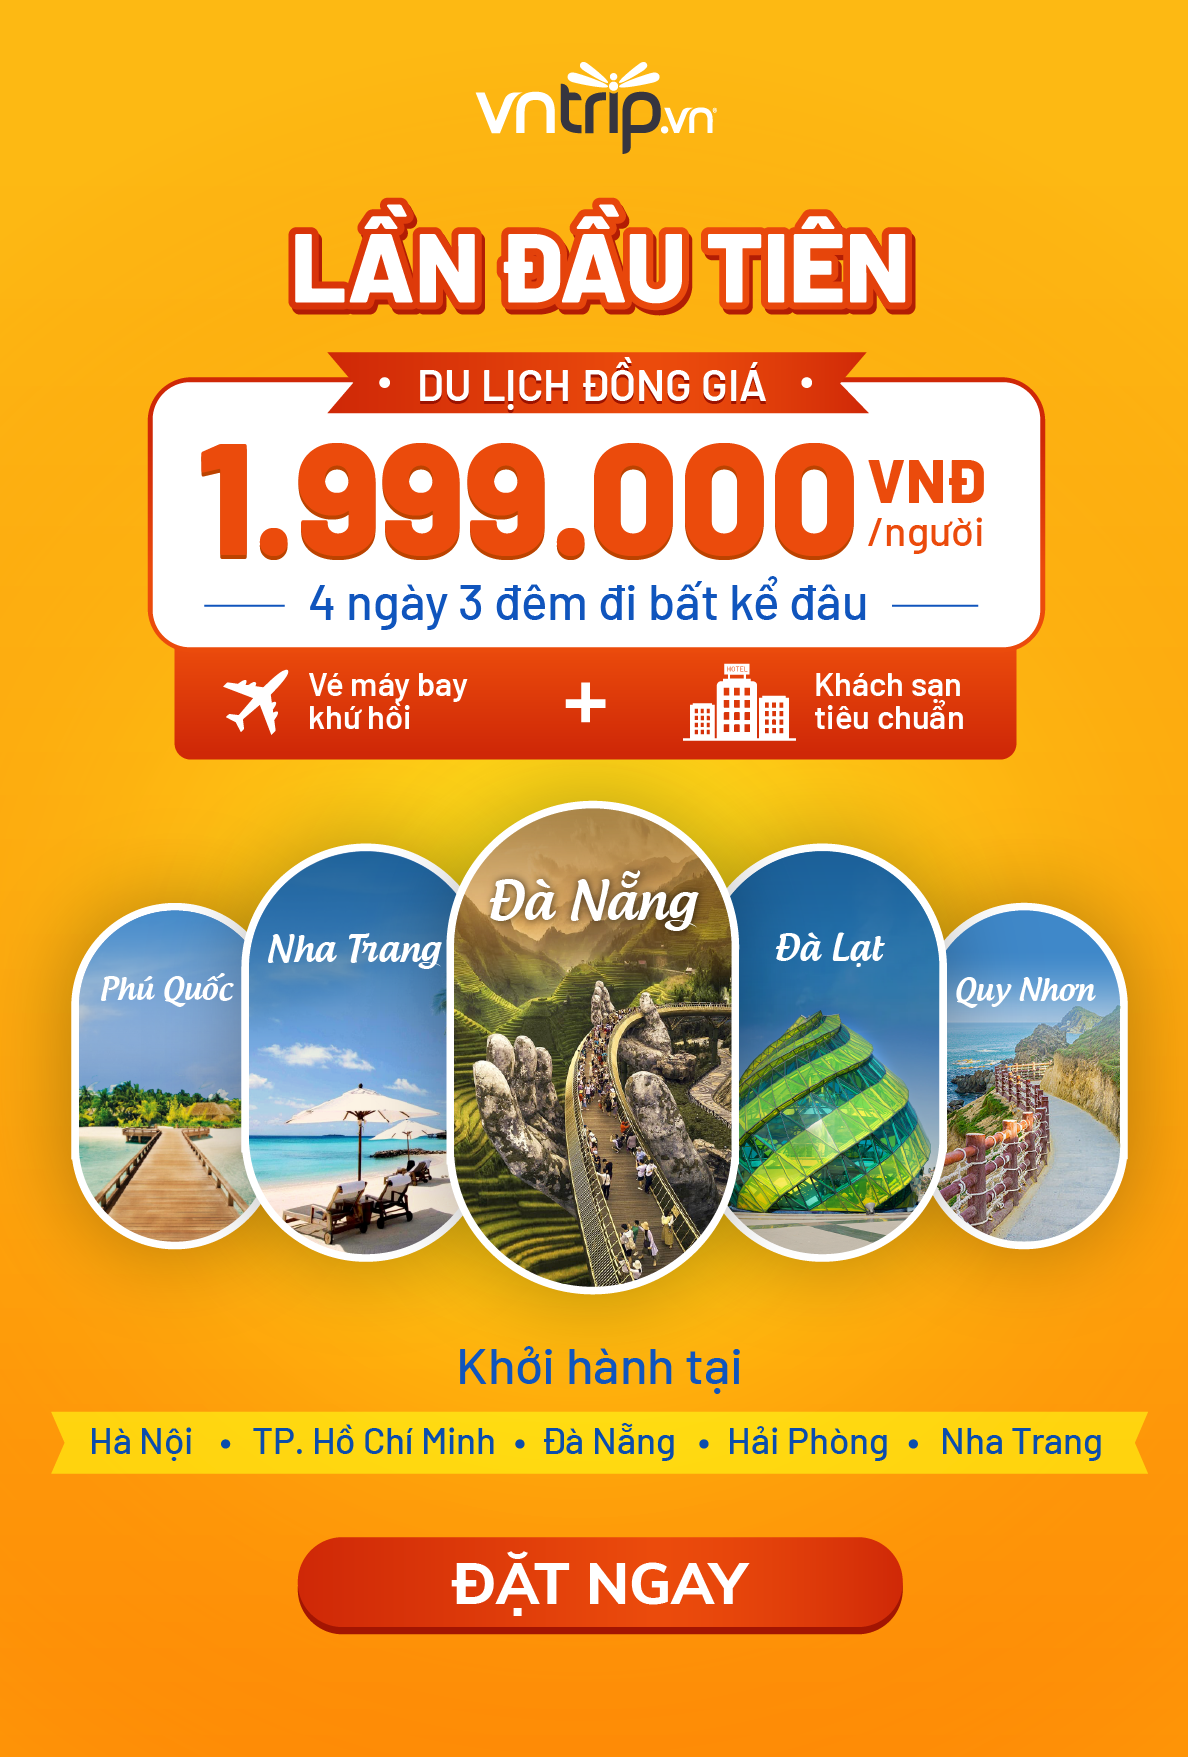 vntrip.vn
LẦN ĐẦU TIÊN
• DU LỊCH ĐỒNG GIÁ •
1.999.000 VNĐ
/người
4 ngày 3 đêm đi bất kể đâu
Vé máy bay
khứ hồi
+
HOTEL
Khách sạn
tiêu chuẩn
Phú Quốc
Nha Trang
Đà Nẵng
Đà Lạt
Quy Nhơn
Khởi hành tại
Hà Nội • TP. Hồ Chí Minh • Đà Nẵng • Hải Phòng • Nha Trang
ĐẶT NGAY